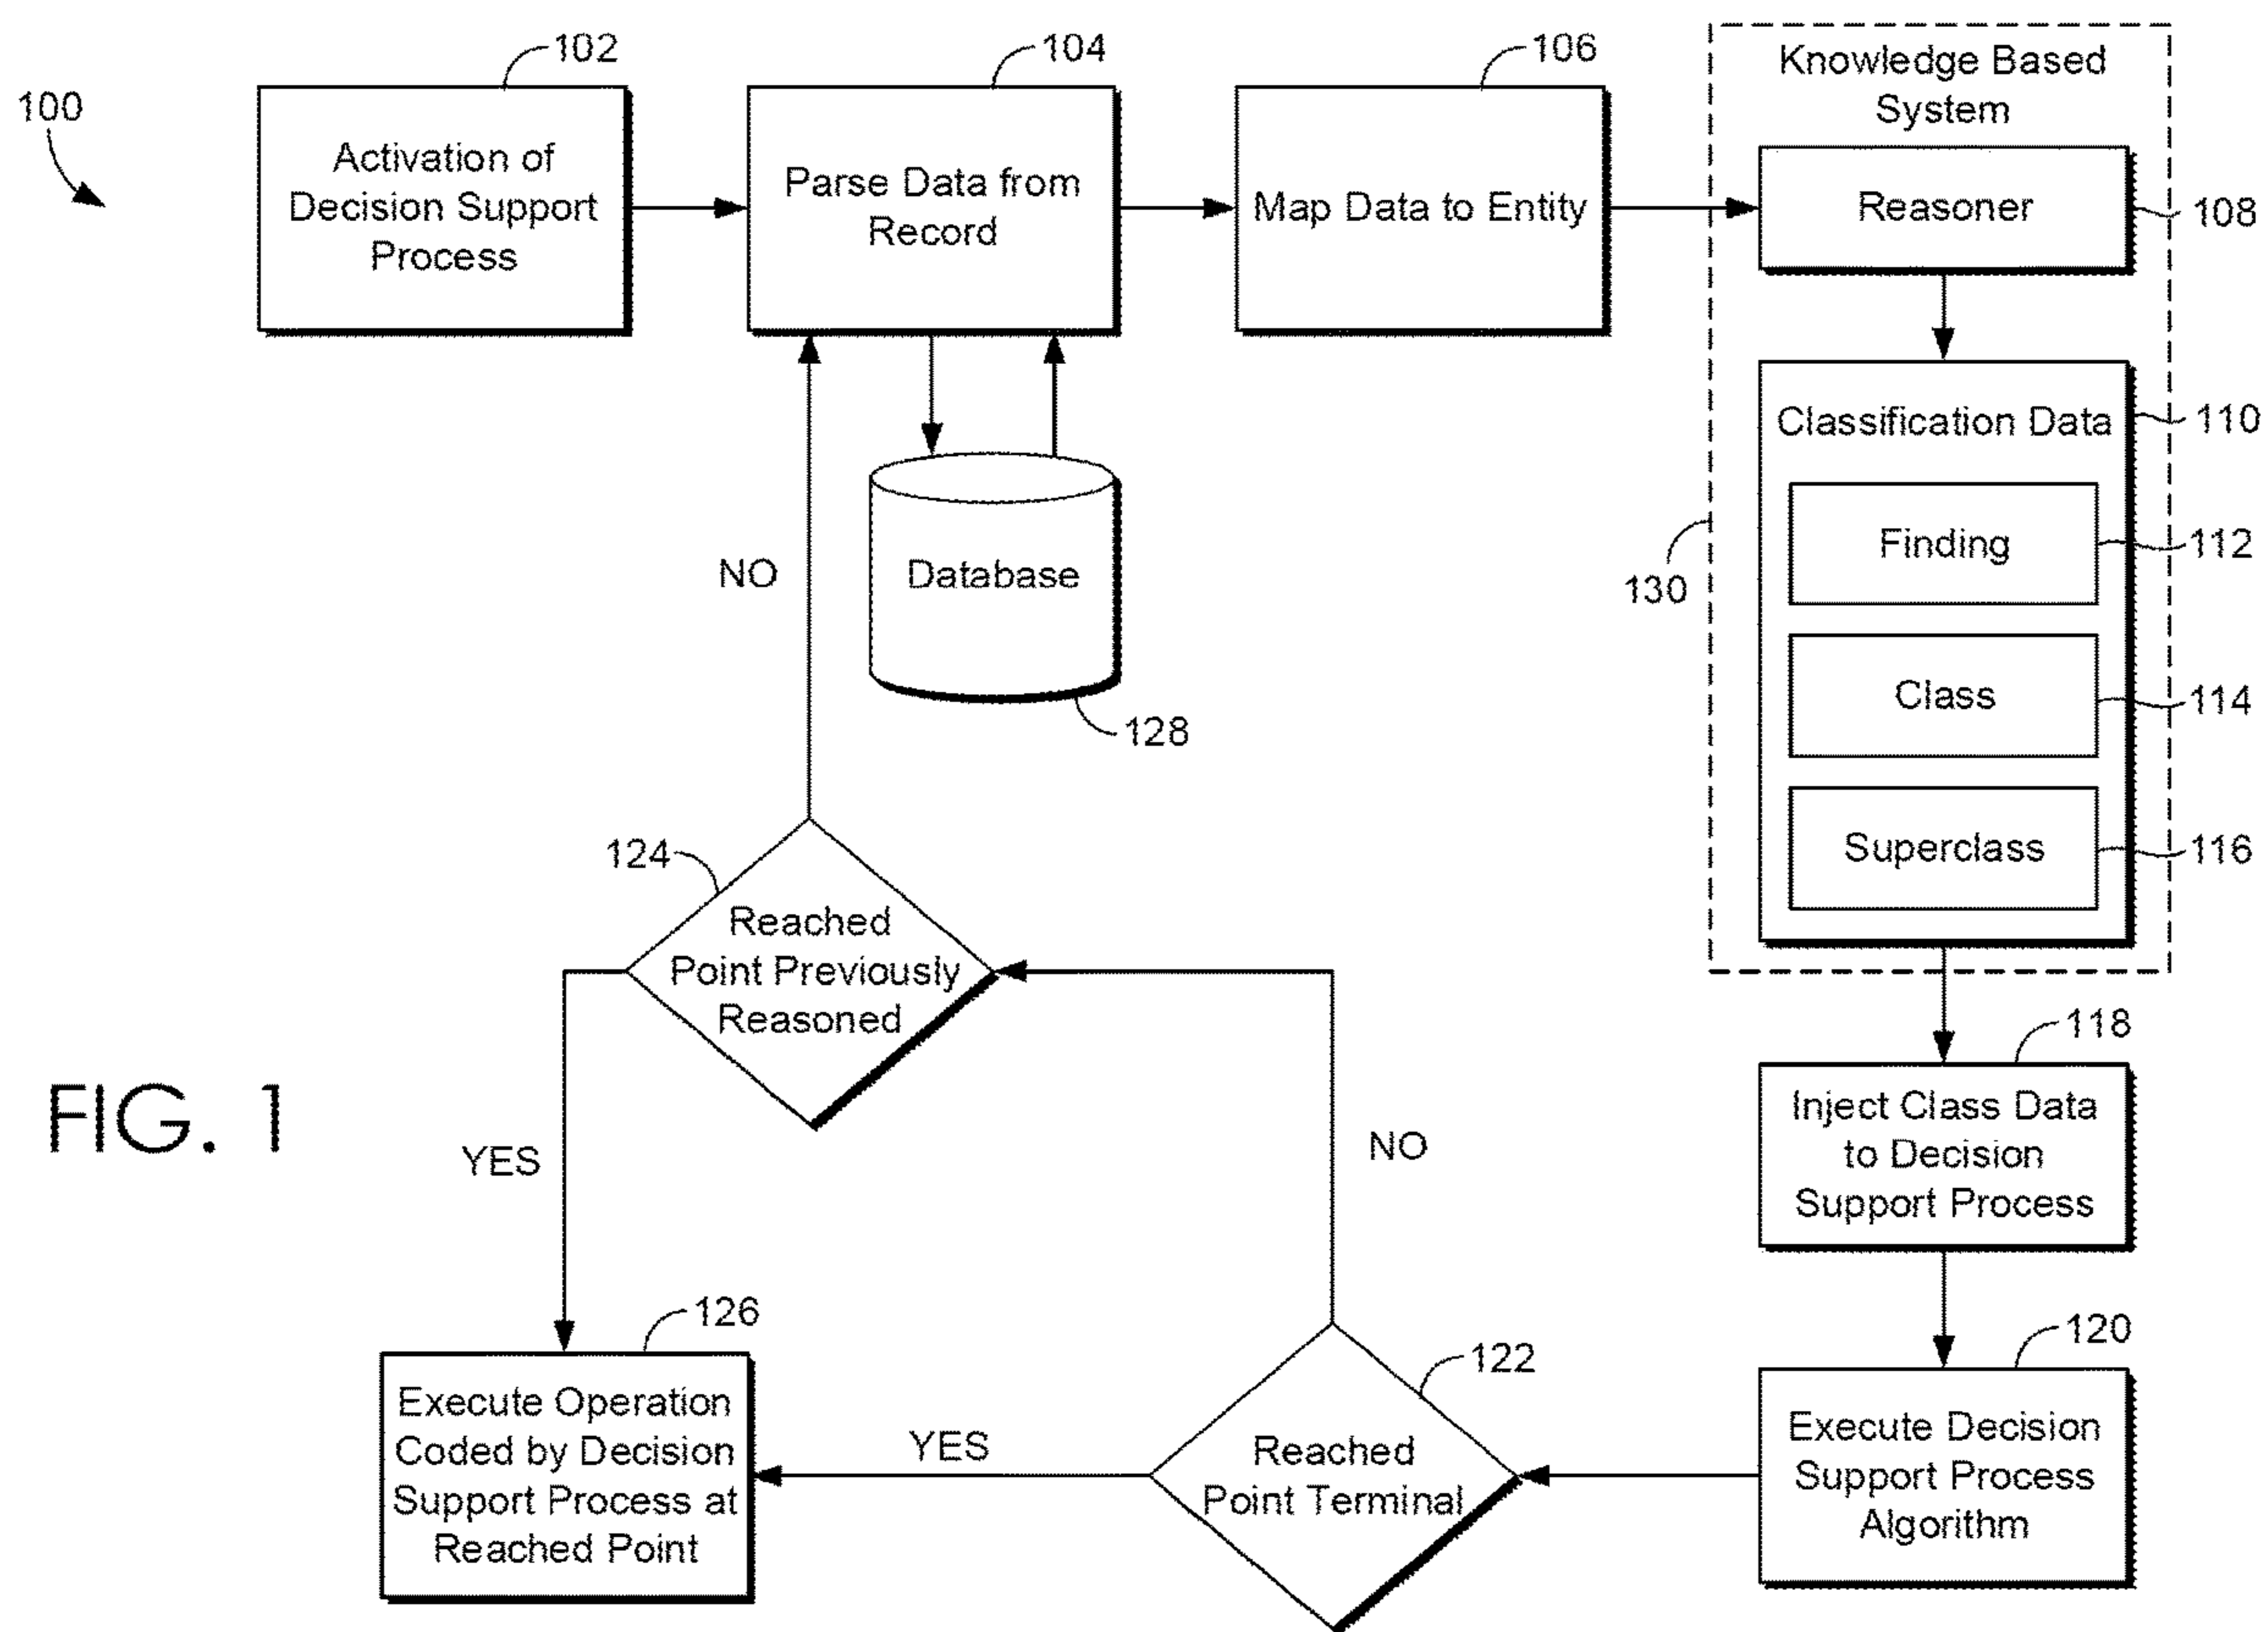 100
102
Activation of
Decision Support
Process
104
Parse Data from
Record
106
Map Data to Entity
Knowledge Based
System
Reasoner
108
Classification Data
110
Finding
112
Class
114
Superclass
116
130
Database
128
NO
124
Reached
Point Previously
Reasoned
YES
118
Inject Class Data
to Decision
Support Process
120
Execute Decision
Support Process
Algorithm
122
Reached
Point Terminal
NO
YES
126
Execute Operation
Coded by Decision
Support Process at
Reached Point
FIG. 1